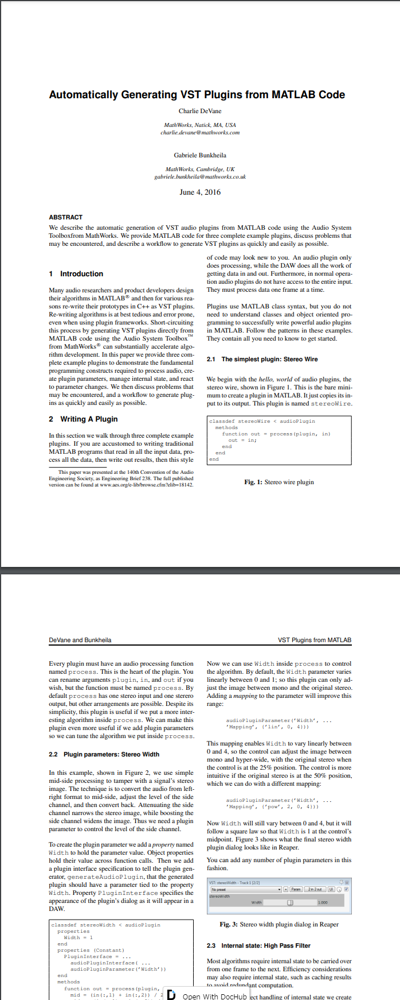 Automatically Generating VST Plugins from MATLAB Code
Charlie DeVane
MathWorks, Natick, MA, USA
charlie.devane@mathworks.com
Gabriele Bunkheila
MathWorks, Cambridge, UK
gabriele.bunkheila@mathworks.co.uk
June 4, 2016
ABSTRACT
We describe the automatic generation of VST audio plugins from MATLAB code using the Audio System
Toolboxfrom MathWorks. We provide MATLAB code for three complete example plugins, discuss problems that
may be encountered, and describe a workflow to generate VST plugins as quickly and easily as possible.
1 Introduction
Many audio researchers and product developers design
their algorithms in MATLAB® and then for various rea-
sons re-write their prototypes in C++ as VST plugins.
Re-writing algorithms is at best tedious and error prone,
even when using plugin frameworks. Short-circuiting
this process by generating VST plugins directly from
MATLAB code using the Audio System Toolbox™
from MathWorks® can substantially accelerate algo-
rithm development. In this paper we provide three com-
plete example plugins to demonstrate the fundamental
programming constructs required to process audio, cre-
ate plugin parameters, manage internal state, and react
to parameter changes. We then discuss problems that
may be encountered, and a workflow to generate plug-
ins as quickly and easily as possible.
2 Writing A Plugin
In this section we walk through three complete example
plugins. If you are accustomed to writing traditional
MATLAB programs that read in all the input data, pro-
cess all the data, then write out results, then this style
This paper was presented at the 140th Convention of the Audio
Engineering Society, as Engineering Brief 238. The full published
version can be found at www.aes.org/e-lib/browse.cfm?elib=18142.
of code may look new to you. An audio plugin only
does processing, while the DAW does all the work of
getting data in and out. Furthermore, in normal opera-
tion audio plugins do not have access to the entire input.
They must process data one frame at a time.
Plugins use MATLAB class syntax, but you do not
need to understand classes and object oriented pro-
gramming to successfully write powerful audio plugins
in MATLAB. Follow the patterns in these examples.
They contain all you need to know to get started.
2.1 The simplest plugin: Stereo Wire
We begin with the hello, world of audio plugins, the
stereo wire, shown in Figure 1. This is the bare mini-
mum to create a plugin in MATLAB. It just copies its in-
put to its output. This plugin is named stereoWire.
classdef stereoWire < audioPlugin
methods
function out = process(plugin, in)
out = in;
end
end
end
Fig. 1: Stereo wire plugin
DeVane and Bunkheila
VST Plugins from MATLAB
Every plugin must have an audio processing function
named process. This is the heart of the plugin. You
can rename arguments plugin, in, and out if you
wish, but the function must be named process. By
default process has one stereo input and one sterero
output, but other arrangements are possible. Despite its
simplicity, this plugin is useful if we put a more inter-
esting algorithm inside process. We can make this
plugin even more useful if we add plugin parameters
so we can tune the algorithm we put inside process.
2.2 Plugin parameters: Stereo Width
In this example, shown in Figure 2, we use simple
mid-side processing to tamper with a signal's stereo
image. The technique is to convert the audio from left-
right format to mid-side, adjust the level of the side
channel, and then convert back. Attenuating the side
channel narrows the stereo image, while boosting the
side channel widens the image. Thus we need a plugin
parameter to control the level of the side channel.
To create the plugin parameter we add a property named
Width to hold the parameter value. Object properties
hold their value across function calls. Then we add
a plugin interface specification to tell the plugin gen-
erator, generateAudioPlugin, that the generated
plugin should have a parameter tied to the property
Width. Property PluginInterface specifies the
appearance of the plugin's dialog as it will appear in a
DAW.
classdef stereoWidth < audioPlugin
properties
Width = 1
end
properties (Constant)
PluginInterface = ...
audioPluginInterface( ...
audioPluginParameter('Width'))
end
methods
function out = process(plugin,
mid = (in(:,1) + in(:,2)) / 2
Now we can use Width inside process to control
the algorithm. By default, the Width parameter varies
linearly between 0 and 1; so this plugin can only ad-
just the image between mono and the original stereo.
Adding a mapping to the parameter will improve this
range:
audioPluginParameter('Width', ...
'Mapping', {'lin', 0, 4}))
This mapping enables Width to vary linearly between
0 and 4, so the control can adjust the image between
mono and hyper-wide, with the original stereo when
the control is at the 25% position. The control is more
intuitive if the original stereo is at the 50% position,
which we can do with a different mapping:
audioPluginParameter('Width', ...
'Mapping', {'pow', 2, 0, 4}))
Now Width will still vary between 0 and 4, but it will
follow a square law so that Width is 1 at the control's
midpoint. Figure 3 shows what the final stereo width
plugin dialog looks like in Reaper.
You can add any number of plugin parameters in this
fashion.
VST: stereoWidth - Track 1 [2/2]
No preset + Param 2 in 2 out UI
stereoWidth
Width 1.000
Fig. 3: Stereo width plugin dialog in Reaper
2.3 Internal state: High Pass Filter
Most algorithms require internal state to be carried over
from one frame to the next. Efficiency considerations
may also require internal state, such as caching results
to avoid redundant computation.
ect handling of internal state we create
Open With DocHub